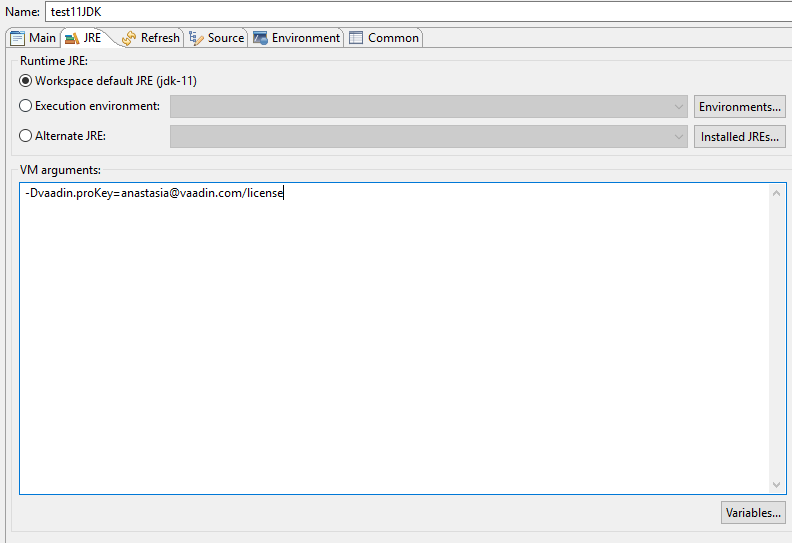 Name: test11JDK
Main JRE Refresh Source Environment Common
Runtime JRE:
Workspace default JRE (jdk-11)
Execution environment: Environments...
Alternate JRE: Installed JREs...
VM arguments:
-Dvaadin.proKey=anastasia@vaadin.com/license
Variables...